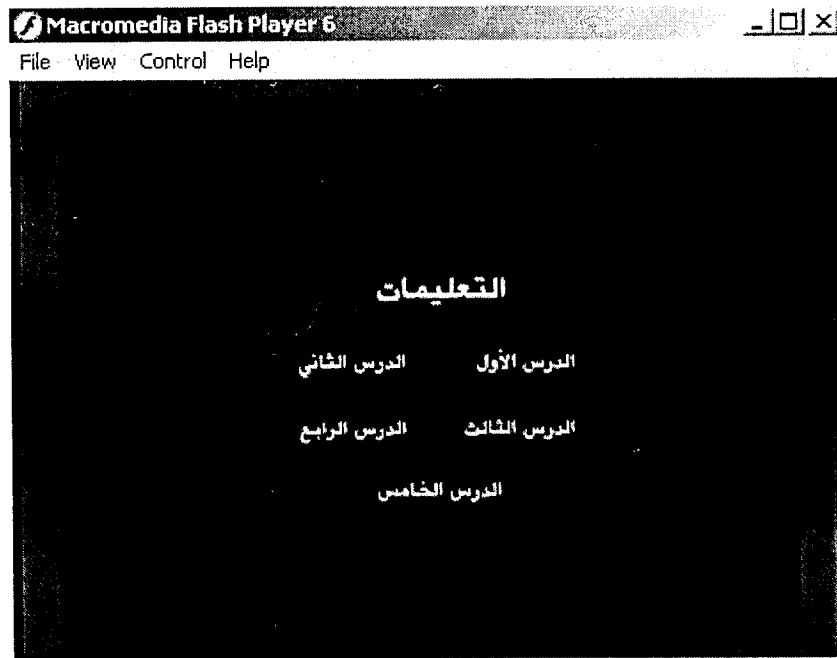 Macromedia Flash Player 6
File View Control Help
التعليمات
الدرس الأول الدرس الثاني
الدرس الثالث الدرس الرابع
الدرس الخامس